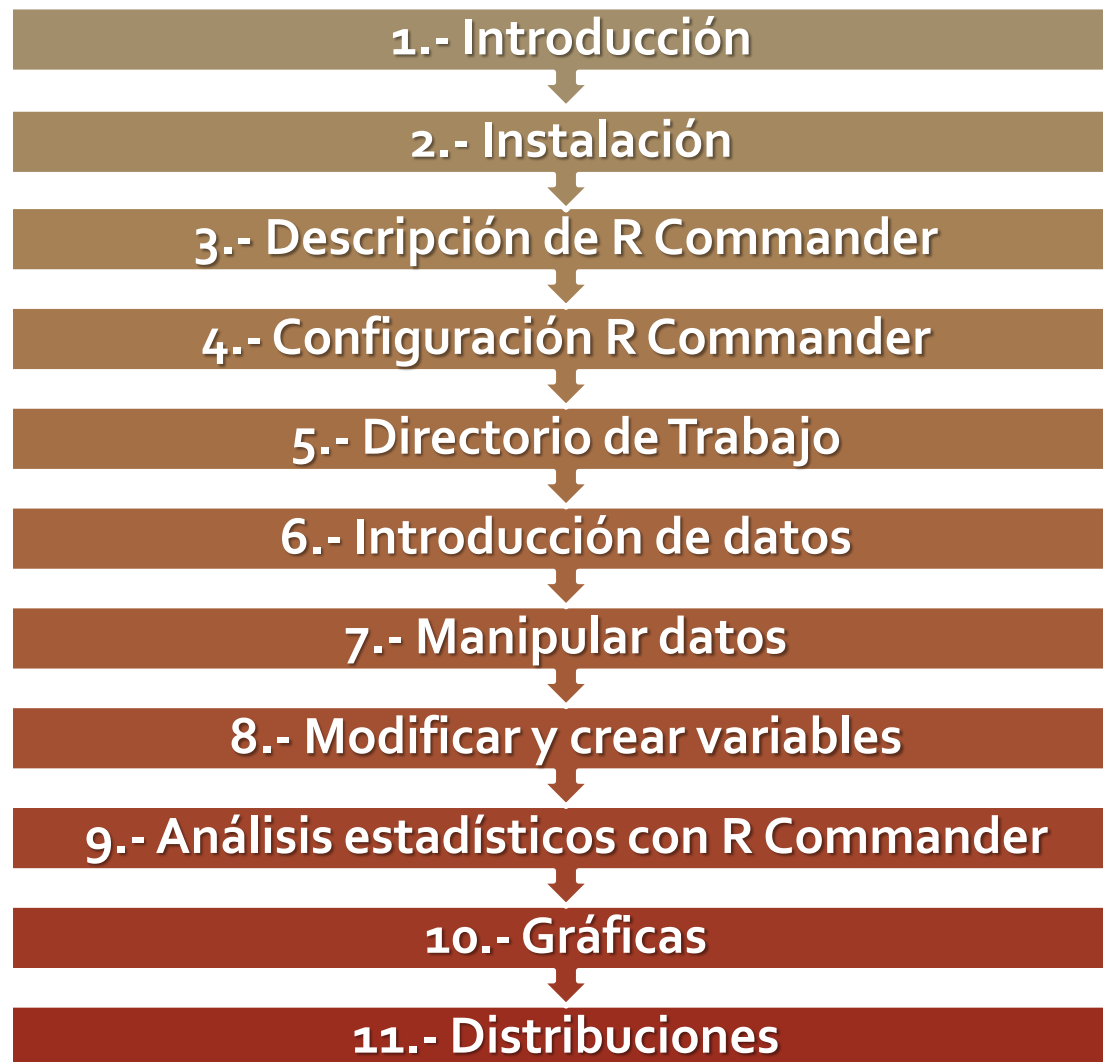 1.- Introducción
2.- Instalación
3.- Descripción de R Commander
4.- Configuración R Commander
5.- Directorio de Trabajo
6.- Introducción de datos
7.- Manipular datos
8.- Modificar y crear variables
9.- Análisis estadísticos con R Commander
10.- Gráficas
11.- Distribuciones